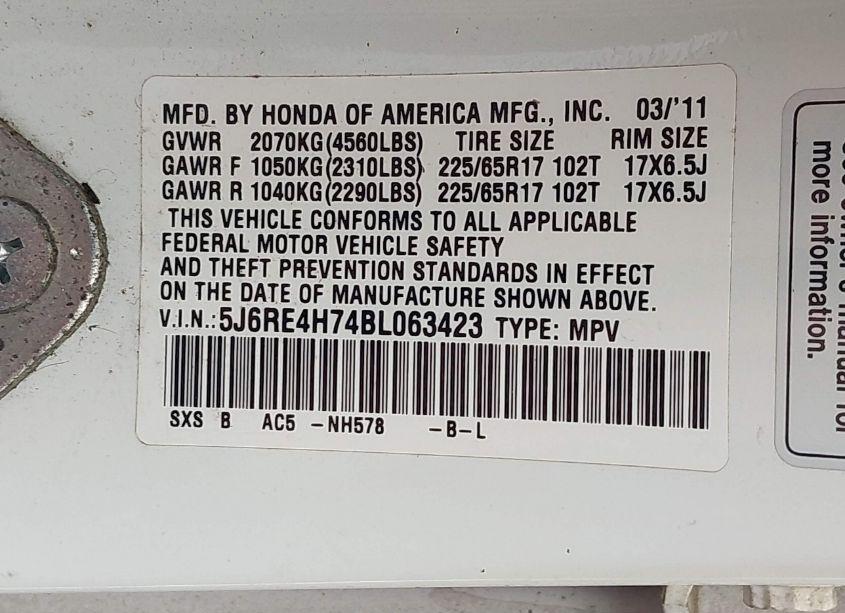 MFD. BY HONDA OF AMERICA MFG., INC. 03/'11
GVWR 2070KG(4560LBS) TIRE SIZE RIM SIZE
GAWR F 1050KG(2310LBS) 225/65R17 102T 17X6.5J
GAWR R 1040KG(2290LBS) 225/65R17 102T 17X6.5J
THIS VEHICLE CONFORMS TO ALL APPLICABLE
FEDERAL MOTOR VEHICLE SAFETY
AND THEFT PREVENTION STANDARDS IN EFFECT
ON THE DATE OF MANUFACTURE SHOWN ABOVE.
V.I.N.:5J6RE4H74BL063423 TYPE: MPV
SXS B AC5 -NH578 -B-L
more information.